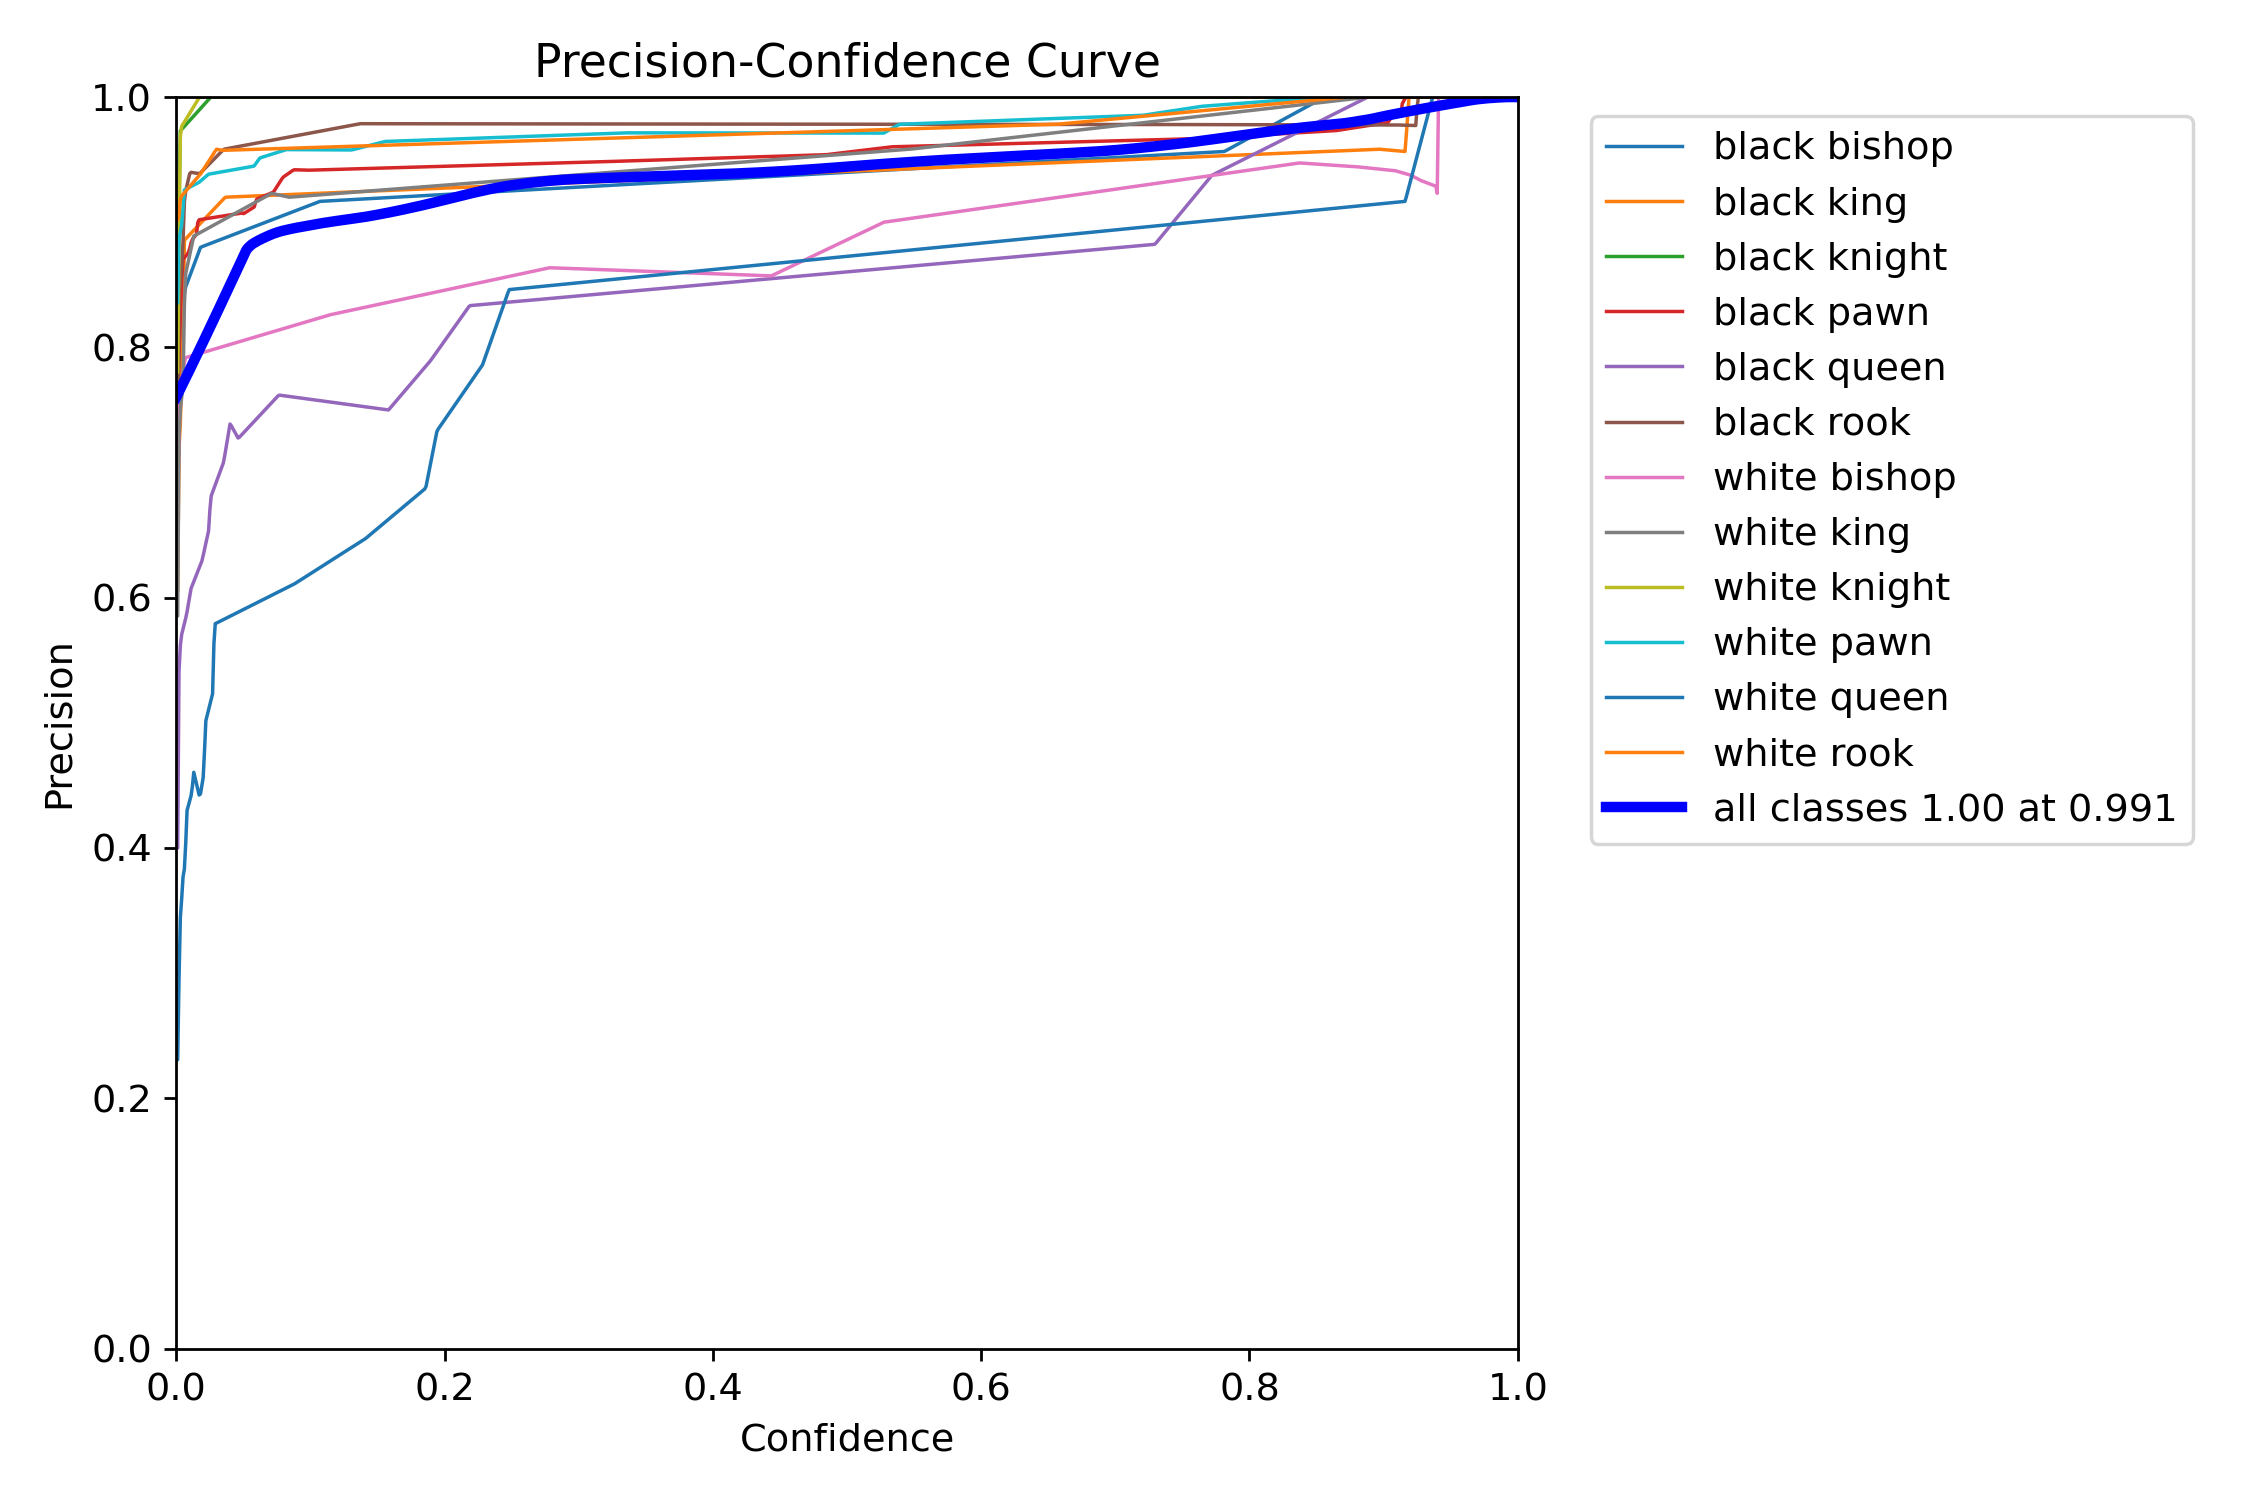 Precision-Confidence Curve
1.0
0.8
0.6
0.4
0.2
0.0
Precision
0.0 0.2 0.4 0.6 0.8 1.0
Confidence
black bishop
black king
black knight
black pawn
black queen
black rook
white bishop
white king
white knight
white pawn
white queen
white rook
all classes 1.00 at 0.991